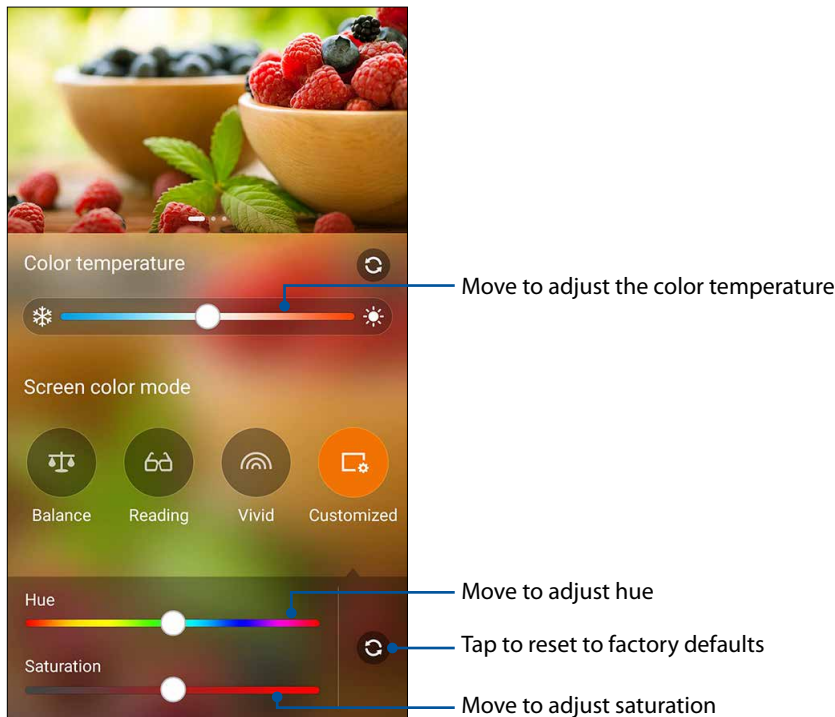 Color temperature
Move to adjust the color temperature
Screen color mode
Balance Reading Vivid Customized
Hue
Move to adjust hue
Tap to reset to factory defaults
Saturation
Move to adjust saturation